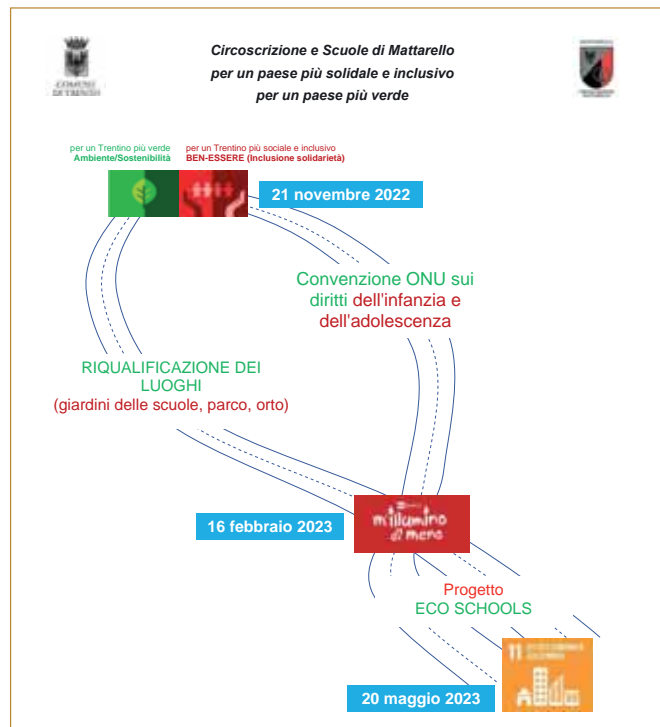 Circoscrizione e Scuole di Mattarello
per un paese più solidale e inclusivo
per un paese più verde
COMUNE
DI TRENTO
per un Trentino più verde
Ambiente/Sostenibilità
per un Trentino più sociale e inclusivo
BEN-ESSERE (Inclusione solidarietà)
21 novembre 2022
Convenzione ONU sui
diritti dell'infanzia e
dell'adolescenza
RIQUALIFICAZIONE DEI
LUOGHI
(giardini delle scuole, parco, orto)
16 febbraio 2023
m'illumino
di meno
Progetto
ECO SCHOOLS
11
20 maggio 2023